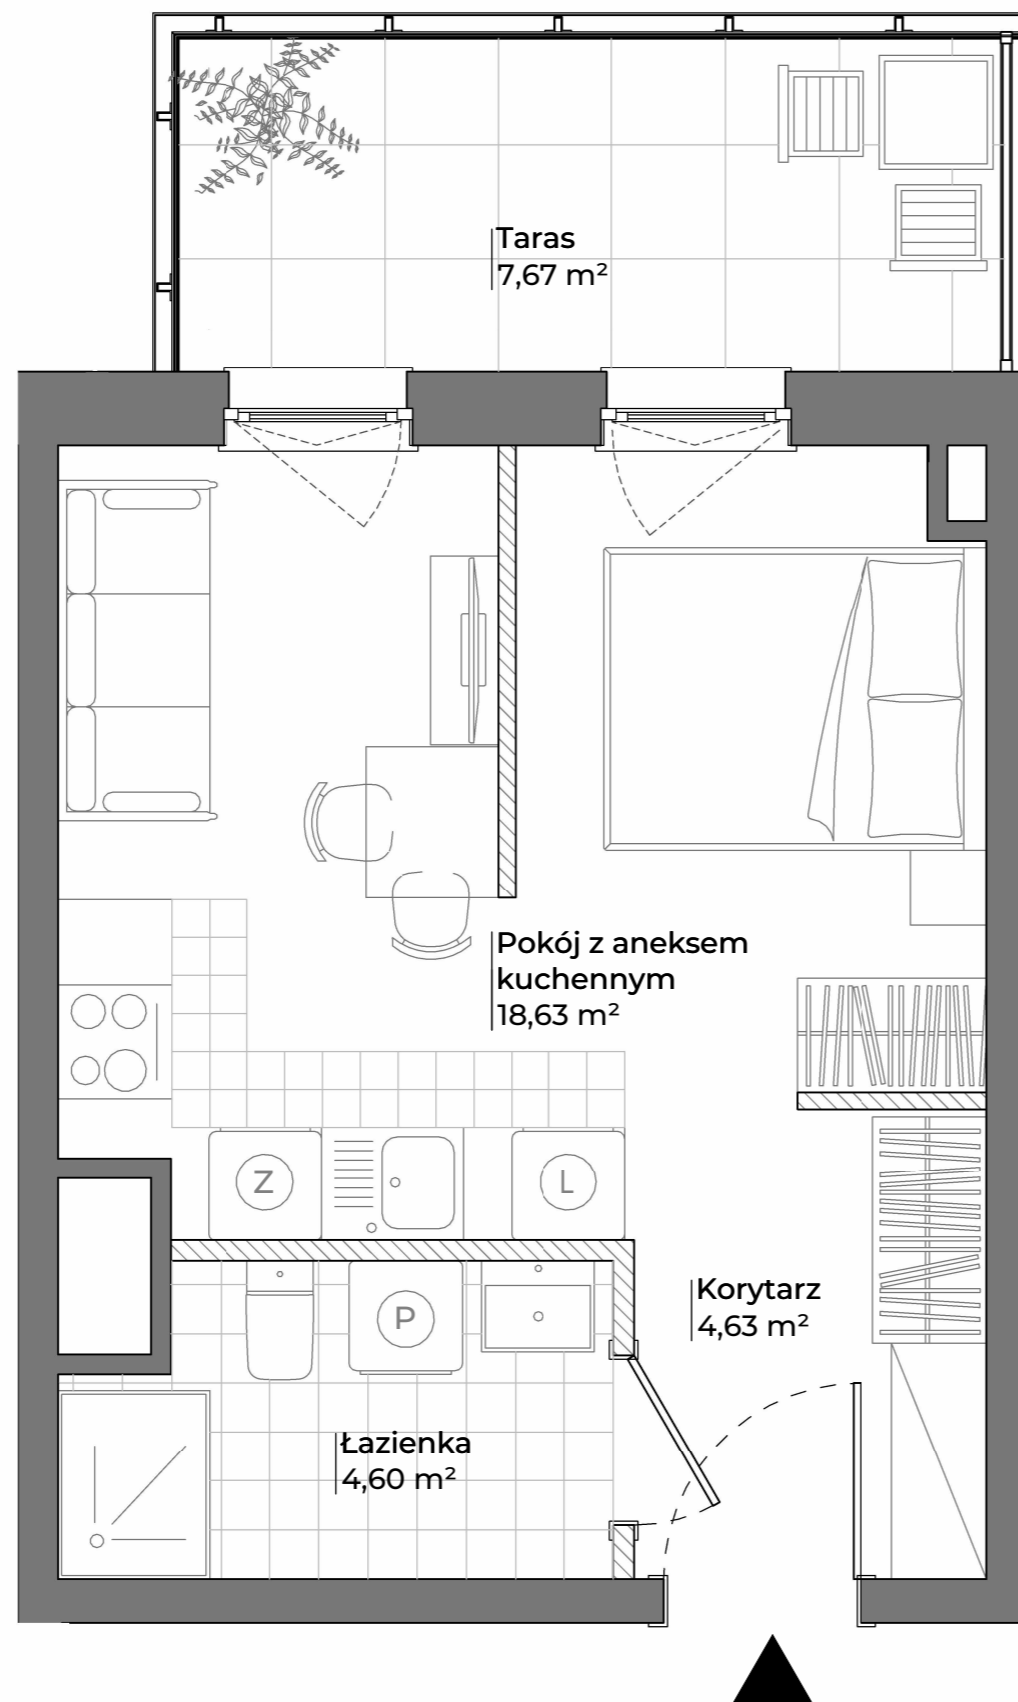 Taras
7,67 m²
Pokój z aneksem
kuchennym
18,63 m²
Z
L
Korytarz
4,63 m²
P
Łazienka
4,60 m²